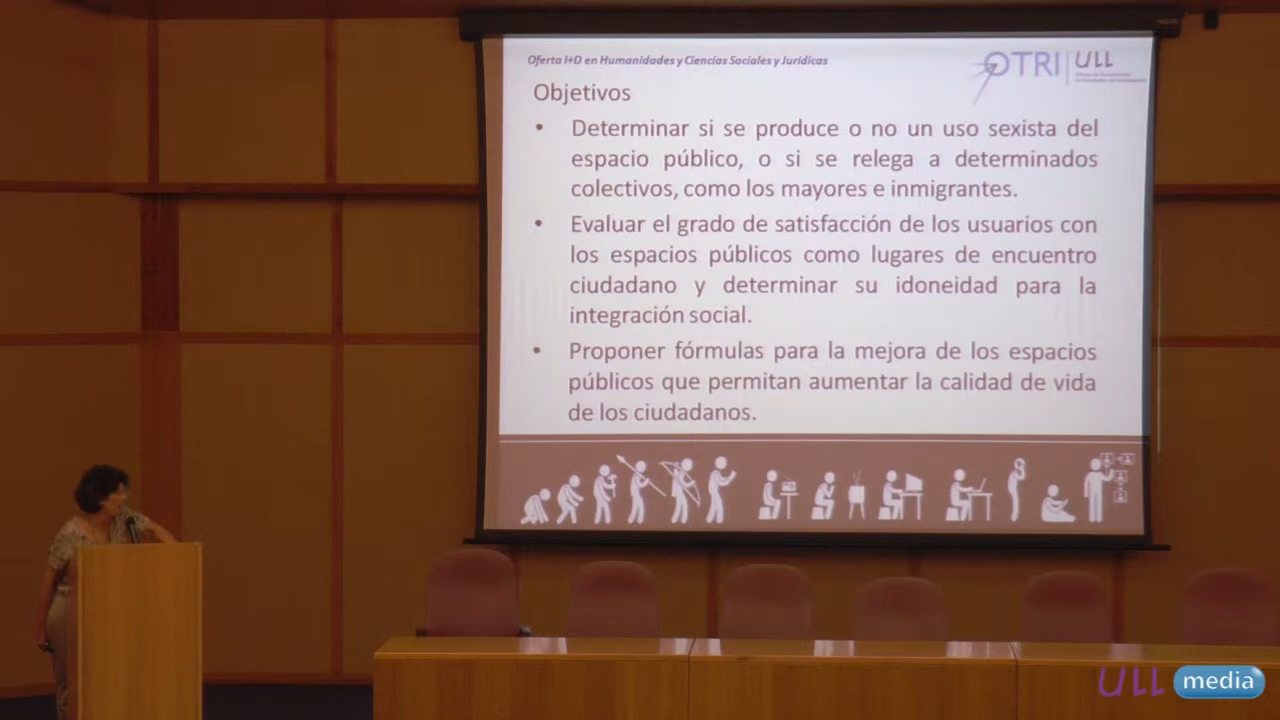 Oferta I+D en Humanidades y Ciencias Sociales y Jurídicas
OTRI ULL
Objetivos
• Determinar si se produce o no un uso sexista del
espacio público, o si se relega a determinados
colectivos, como los mayores e inmigrantes.
• Evaluar el grado de satisfacción de los usuarios con
los espacios públicos como lugares de encuentro
ciudadano y determinar su idoneidad para la
integración social.
• Proponer fórmulas para la mejora de los espacios
públicos que permitan aumentar la calidad de vida
de los ciudadanos.
ULL media